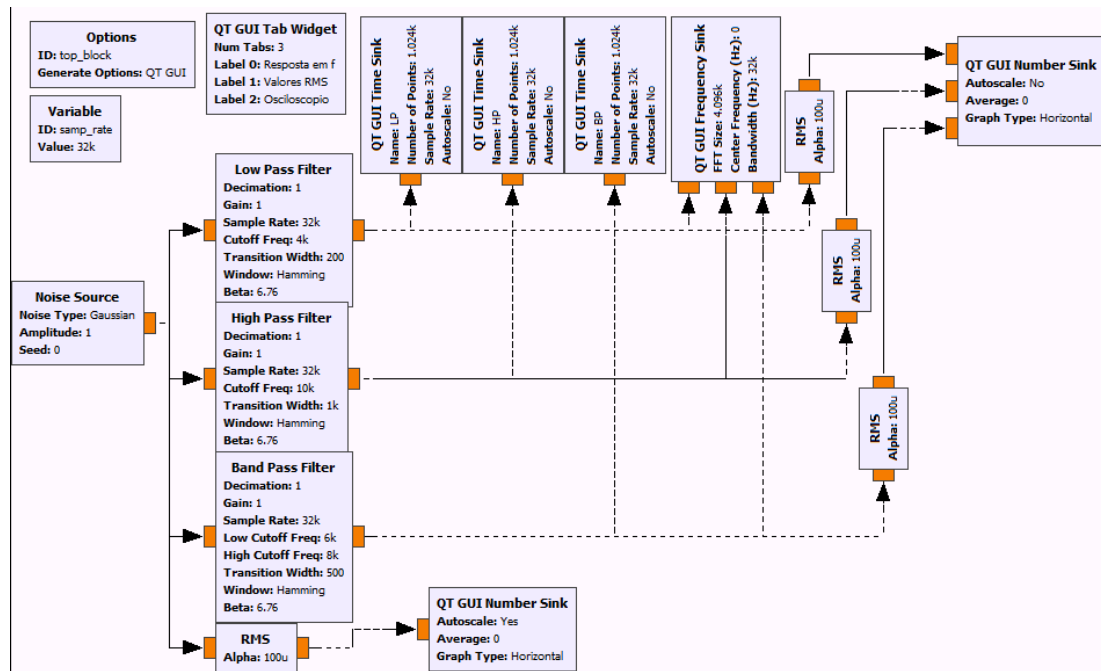 Options
ID: top_block
Generate Options: QT GUI
Variable
ID: samp_rate
Value: 32k
QT GUI Tab Widget
Num Tabs: 3
Label 0: Resposta em f
Label 1: Valores RMS
Label 2: Osciloscopio
QT GUI Time Sink
Name: LP
Number of Points: 1.024k
Sample Rate: 32k
Autoscale: No
QT GUI Time Sink
Name: HP
Number of Points: 1.024k
Sample Rate: 32k
Autoscale: No
QT GUI Time Sink
Name: BP
Number of Points: 1.024k
Sample Rate: 32k
Autoscale: No
QT GUI Frequency Sink
FFT Size: 4.096k
Center Frequency (Hz): 0
Bandwidth (Hz): 32k
RMS
Alpha: 100u
QT GUI Number Sink
Autoscale: No
Average: 0
Graph Type: Horizontal
Low Pass Filter
Decimation: 1
Gain: 1
Sample Rate: 32k
Cutoff Freq: 4k
Transition Width: 200
Window: Hamming
Beta: 6.76
RMS
Alpha: 100u
Noise Source
Noise Type: Gaussian
Amplitude: 1
Seed: 0
High Pass Filter
Decimation: 1
Gain: 1
Sample Rate: 32k
Cutoff Freq: 10k
Transition Width: 1k
Window: Hamming
Beta: 6.76
RMS
Alpha: 100u
Band Pass Filter
Decimation: 1
Gain: 1
Sample Rate: 32k
Low Cutoff Freq: 6k
High Cutoff Freq: 8k
Transition Width: 500
Window: Hamming
Beta: 6.76
RMS
Alpha: 100u
QT GUI Number Sink
Autoscale: Yes
Average: 0
Graph Type: Horizontal